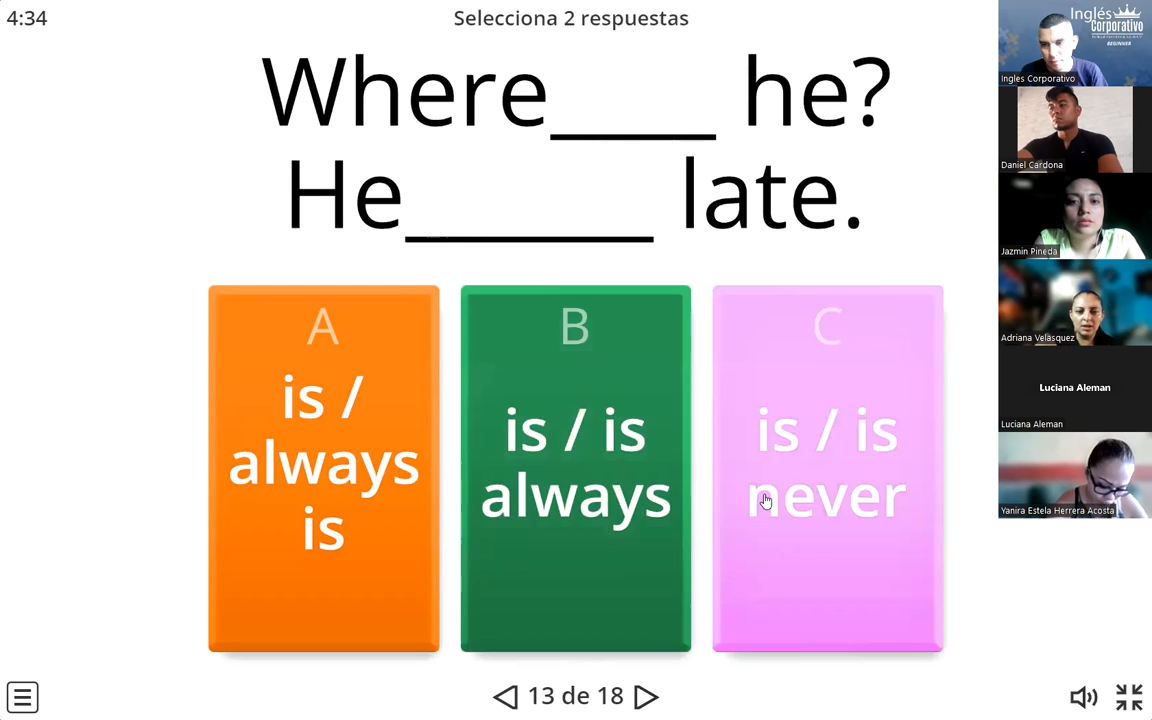 4:34
Selecciona 2 respuestas
Where____ he?
He______ late.
A
is /
always
is
B
is / is
always
C
is / is
never
13 de 18
Inglés
Corporativo
BEGINNER
Ingles Corporativo
Daniel Cardona
Jazmin Pineda
Adriana Velasquez
Luciana Aleman
Luciana Aleman
Yanira Estela Herrera Acosta